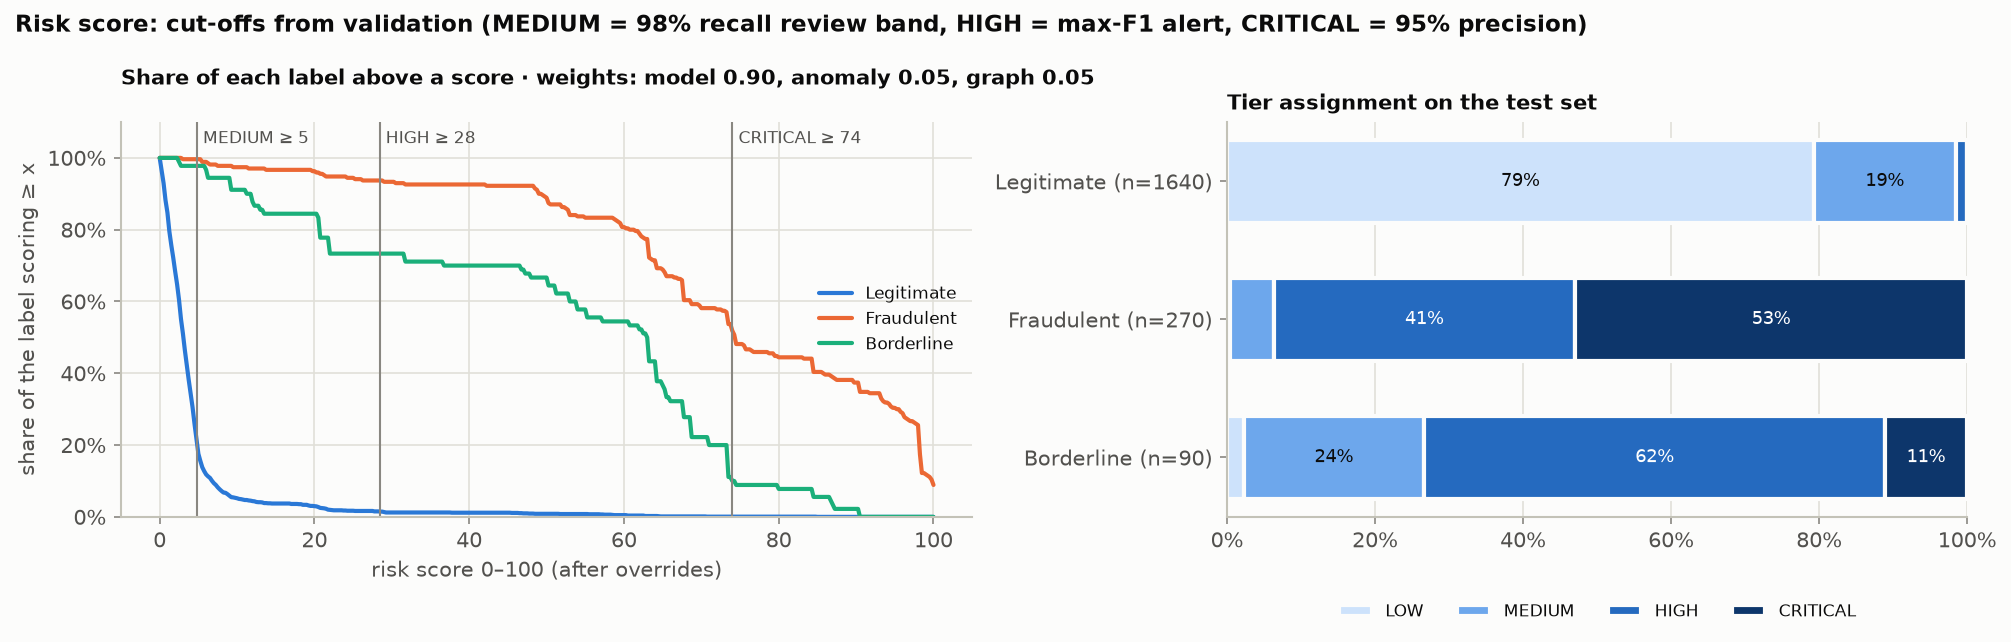 Risk score: cut-offs from validation (MEDIUM = 98% recall review band, HIGH = max-F1 alert, CRITICAL = 95% precision)
Share of each label above a score · weights: model 0.90, anomaly 0.05, graph 0.05
MEDIUM ≥ 5
HIGH ≥ 28
CRITICAL ≥ 74
share of the label scoring ≥ x
100%
80%
60%
40%
20%
0%
Legitimate
Fraudulent
Borderline
0
20
40
60
80
100
risk score 0–100 (after overrides)
Tier assignment on the test set
Legitimate (n=1640)
79%
19%
Fraudulent (n=270)
41%
53%
Borderline (n=90)
24%
62%
11%
0%
20%
40%
60%
80%
100%
LOW
MEDIUM
HIGH
CRITICAL